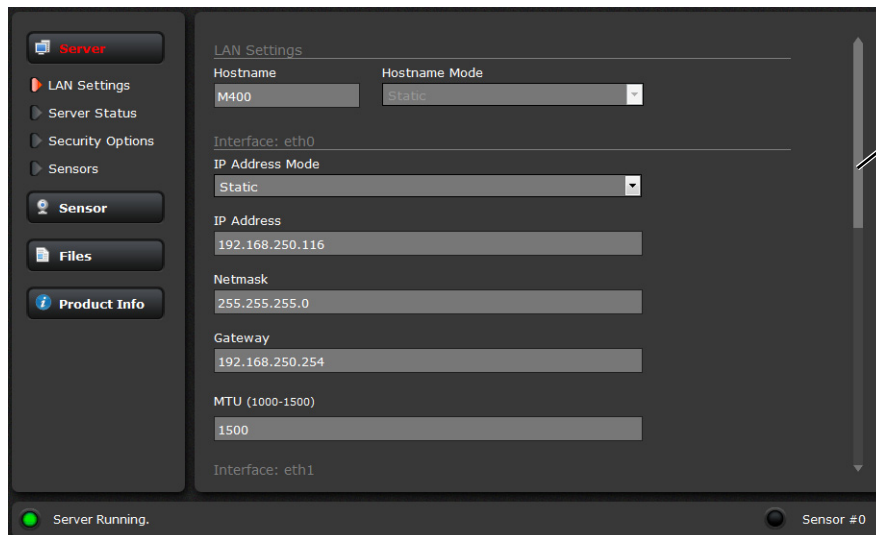 Server
LAN Settings
Server Status
Security Options
Sensors
Sensor
Files
Product Info
LAN Settings
Hostname Hostname Mode
M400 Static
Interface: eth0
IP Address Mode
Static
IP Address
192.168.250.116
Netmask
255.255.255.0
Gateway
192.168.250.254
MTU (1000-1500)
1500
Interface: eth1
Server Running. Sensor #0